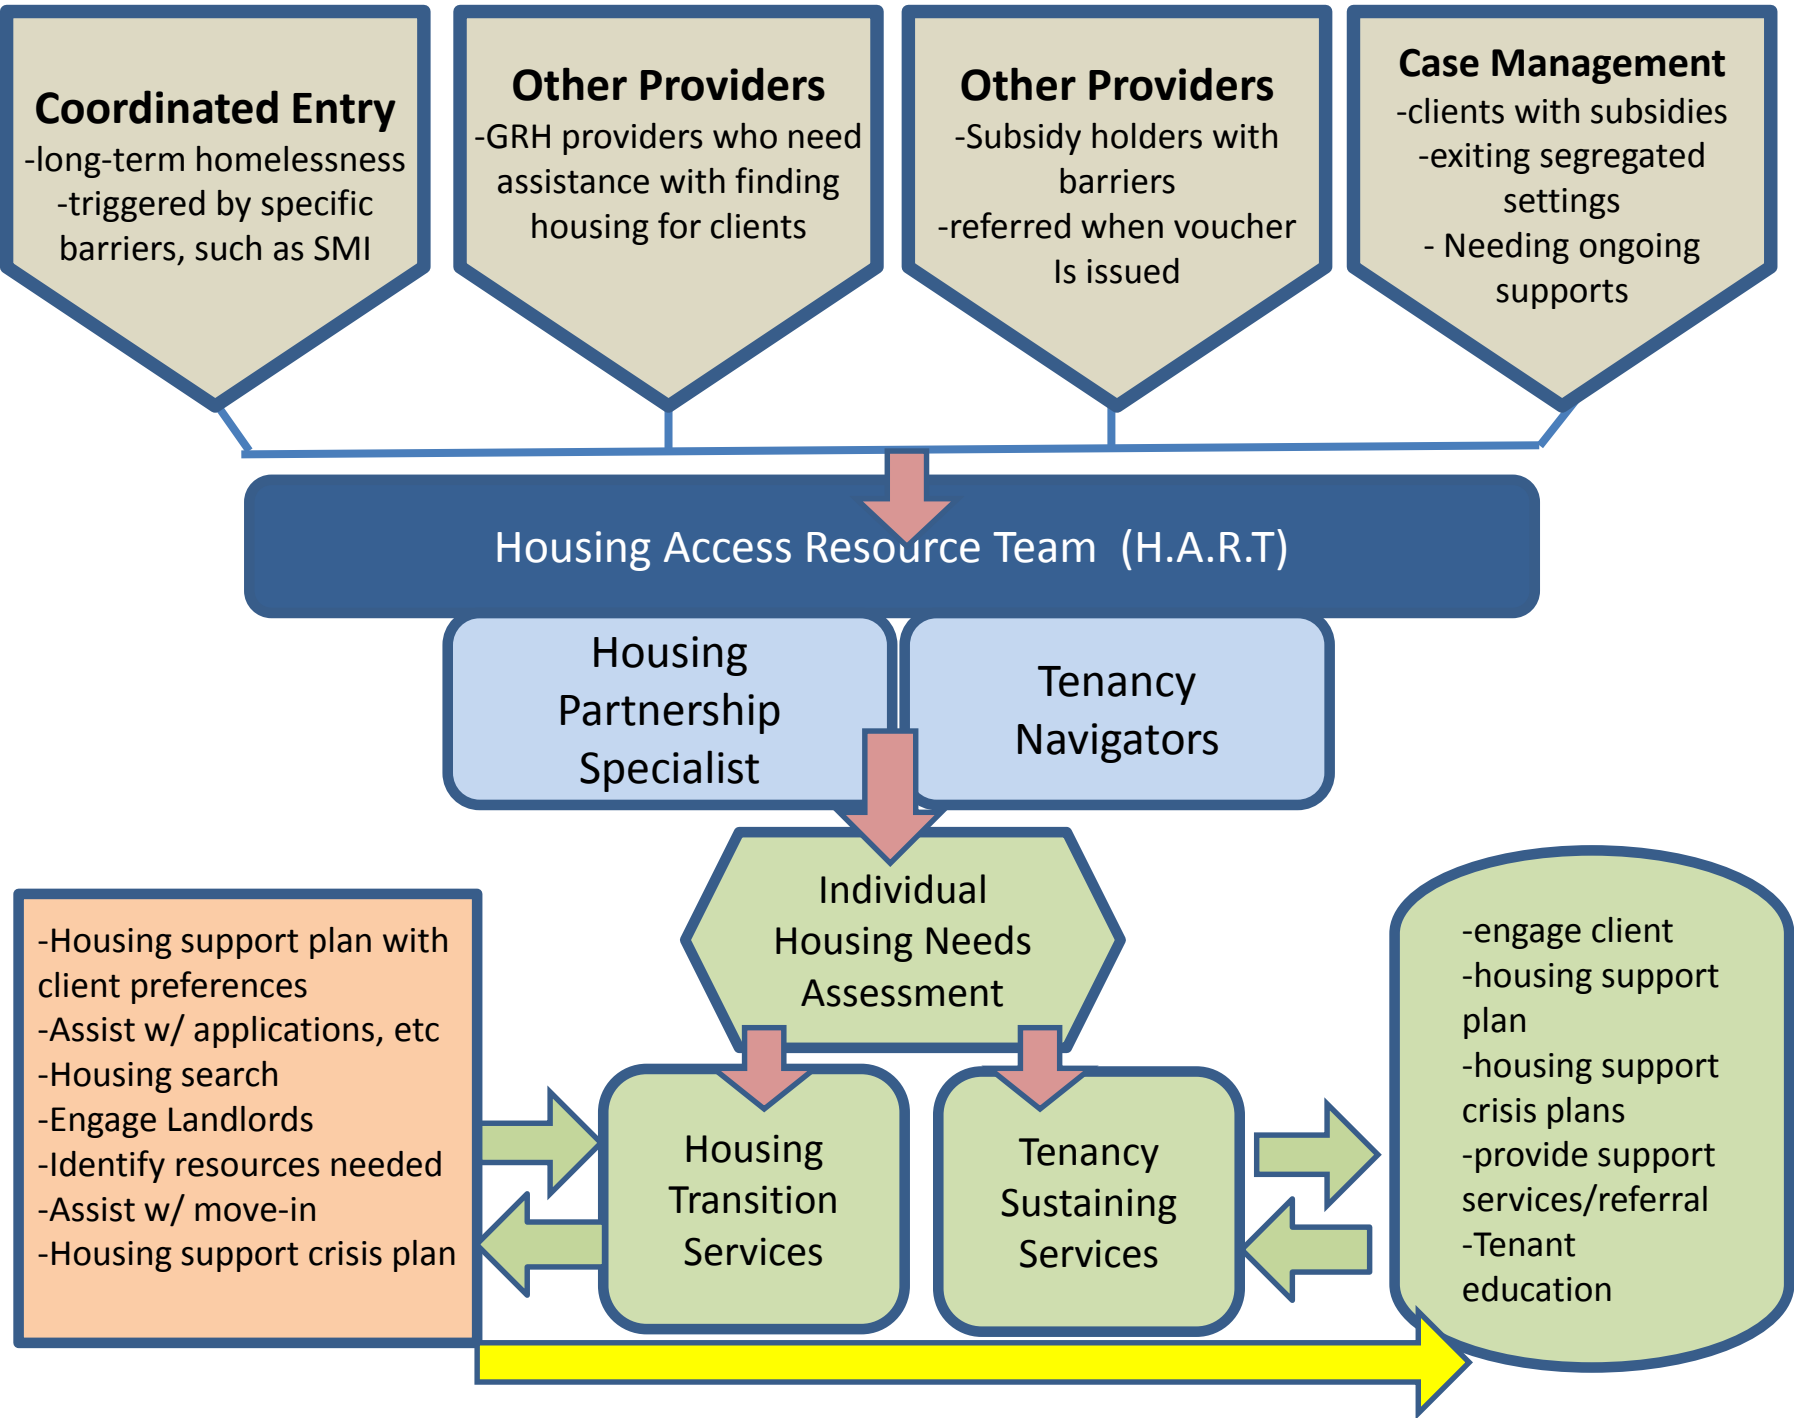 Coordinated Entry
-long-term homelessness
-triggered by specific
barriers, such as SMI
Other Providers
-GRH providers who need
assistance with finding
housing for clients
Other Providers
-Subsidy holders with
barriers
-referred when voucher
Is issued
Case Management
-clients with subsidies
-exiting segregated
settings
- Needing ongoing
supports
Housing Access Resource Team  (H.A.R.T)
Housing
Partnership
Specialist
Tenancy
Navigators
Individual
Housing Needs
Assessment
-Housing support plan with
client preferences
-Assist w/ applications, etc
-Housing search
-Engage Landlords
-Identify resources needed
-Assist w/ move-in
-Housing support crisis plan
Housing
Transition
Services
Tenancy
Sustaining
Services
-engage client
-housing support
plan
-housing support
crisis plans
-provide support
services/referral
-Tenant
education